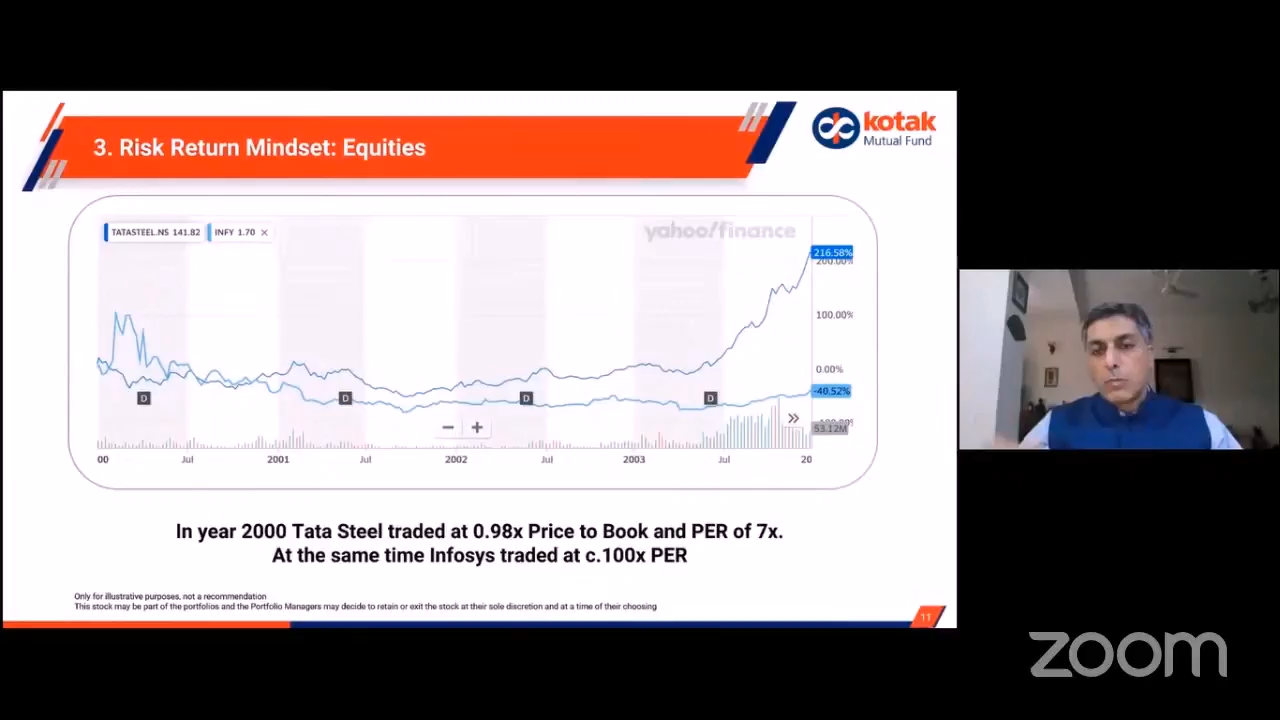 3. Risk Return Mindset: Equities
kotak
Mutual Fund
TATASTEEL.NS 141.82 INFY 1.70 ×
yahoo/finance
216.58%
200.00%
100.00%
0.00%
-40.52%
D D D D
-100.00%
53.12M
00 Jul 2001 Jul 2002 Jul 2003 Jul 20
In year 2000 Tata Steel traded at 0.98x Price to Book and PER of 7x.
At the same time Infosys traded at c.100x PER
Only for illustrative purposes, not a recommendation
This stock may be part of the portfolios and the Portfolio Managers may decide to retain or exit the stock at their sole discretion and at a time of their choosing
11
zoom